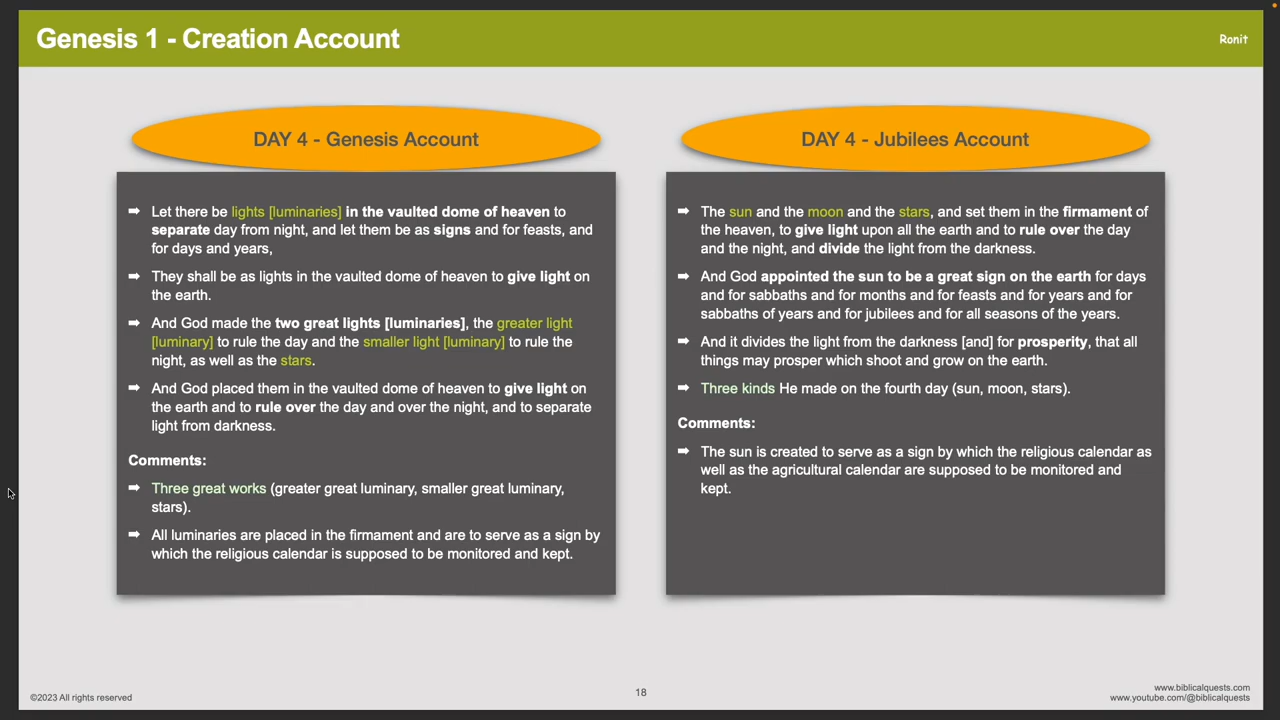 Genesis 1 - Creation Account
Ronit
DAY 4 - Genesis Account
➡ Let there be lights [luminaries] in the vaulted dome of heaven to
separate day from night, and let them be as signs and for feasts, and
for days and years,
➡ They shall be as lights in the vaulted dome of heaven to give light on
the earth.
➡ And God made the two great lights [luminaries], the greater light
[luminary] to rule the day and the smaller light [luminary] to rule the
night, as well as the stars.
➡ And God placed them in the vaulted dome of heaven to give light on
the earth and to rule over the day and over the night, and to separate
light from darkness.
Comments:
➡ Three great works (greater great luminary, smaller great luminary,
stars).
➡ All luminaries are placed in the firmament and are to serve as a sign by
which the religious calendar is supposed to be monitored and kept.
DAY 4 - Jubilees Account
➡ The sun and the moon and the stars, and set them in the firmament of
the heaven, to give light upon all the earth and to rule over the day
and the night, and divide the light from the darkness.
➡ And God appointed the sun to be a great sign on the earth for days
and for sabbaths and for months and for feasts and for years and for
sabbaths of years and for jubilees and for all seasons of the years.
➡ And it divides the light from the darkness [and] for prosperity, that all
things may prosper which shoot and grow on the earth.
➡ Three kinds He made on the fourth day (sun, moon, stars).
Comments:
➡ The sun is created to serve as a sign by which the religious calendar as
well as the agricultural calendar are supposed to be monitored and
kept.
©2023 All rights reserved
18
www.biblicalquests.com
www.youtube.com/@biblicalquests